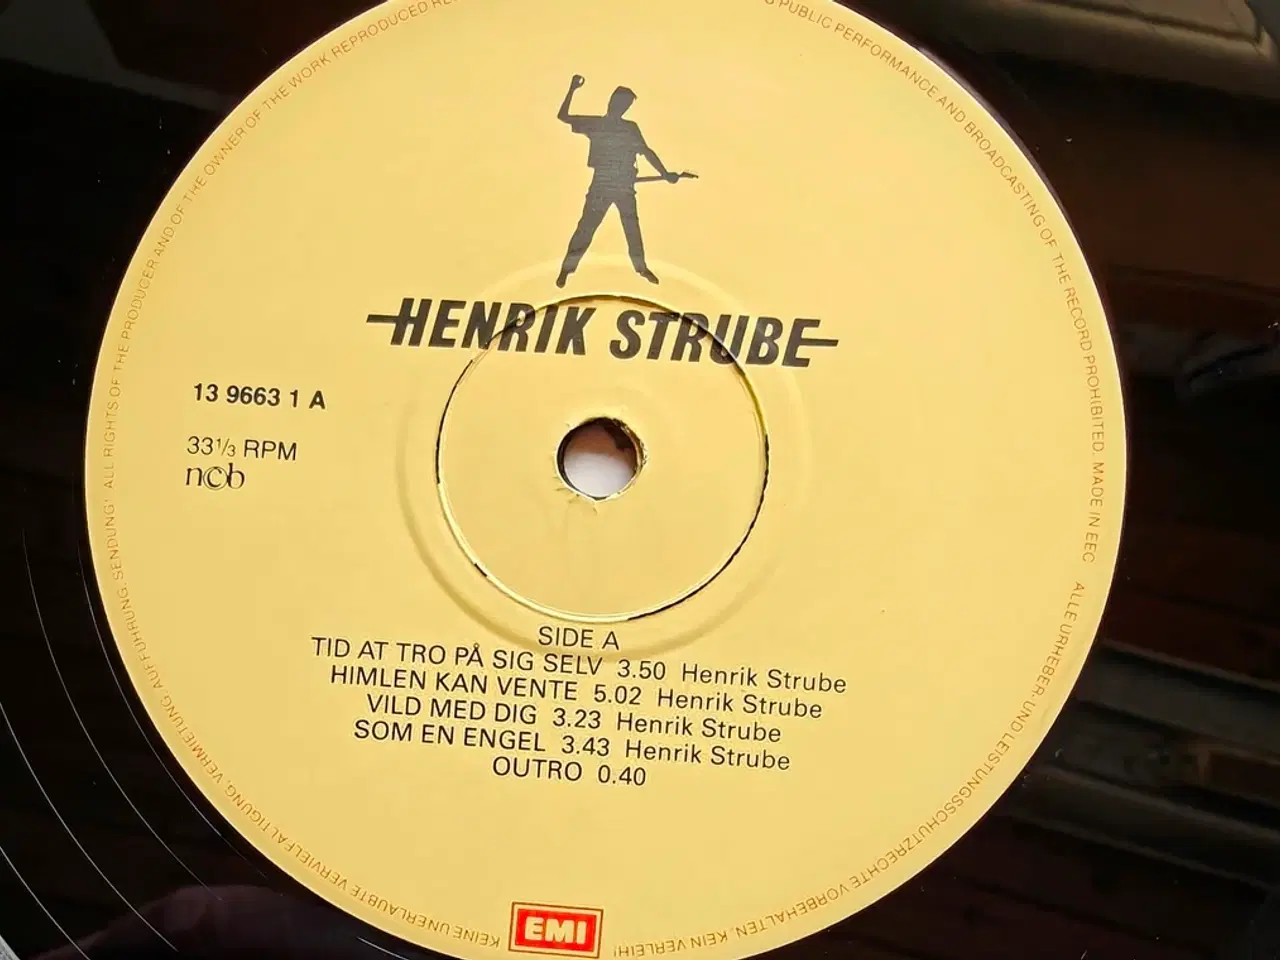 HENRIK STRUBE
13 9663 1 A
33 1/3 RPM
n©b
SIDE A
TID AT TRO PÅ SIG SELV 3.50 Henrik Strube
HIMLEN KAN VENTE 5.02 Henrik Strube
VILD MED DIG 3.23 Henrik Strube
SOM EN ENGEL 3.43 Henrik Strube
OUTRO 0.40
EMI
ALL RIGHTS OF THE PRODUCER AND OF THE OWNER OF THE WORK REPRODUCED
PUBLIC PERFORMANCE AND BROADCASTING OF THE RECORD PROHIBITED. MADE IN EEC
ALLE URHEBER- UND LEISTUNGSSCHUTZRECHTE VORBEHALTEN. KEIN VERLEIH!
KEINE UNERLAUBTE VERVIELFÄLTIGUNG, VERMIETUNG, AUFFÜHRUNG, SENDUNG!